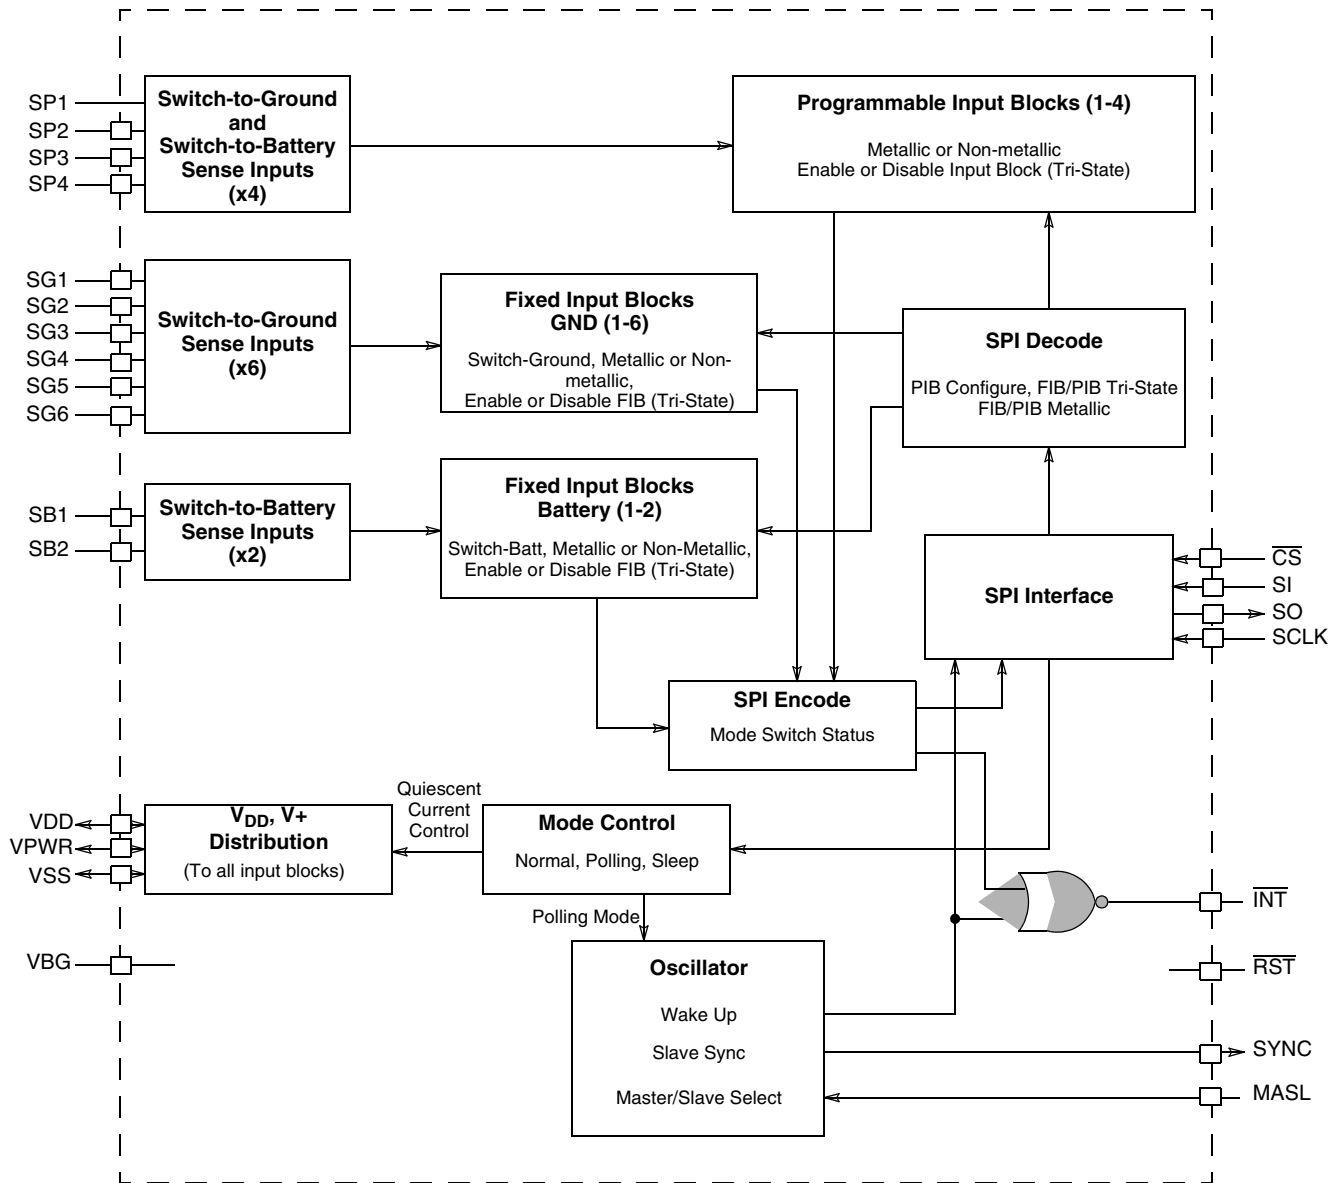 SP1
SP2
SP3
SP4
Switch-to-Ground
and
Switch-to-Battery
Sense Inputs
(x4)
Programmable Input Blocks (1-4)
Metallic or Non-metallic
Enable or Disable Input Block (Tri-State)
SG1
SG2
SG3
SG4
SG5
SG6
Switch-to-Ground
Sense Inputs
(x6)
Fixed Input Blocks
GND (1-6)
Switch-Ground, Metallic or Non-
metallic,
Enable or Disable FIB (Tri-State)
SPI Decode
PIB Configure, FIB/PIB Tri-State
FIB/PIB Metallic
SB1
SB2
Switch-to-Battery
Sense Inputs
(x2)
Fixed Input Blocks
Battery (1-2)
Switch-Batt, Metallic or Non-Metallic,
Enable or Disable FIB (Tri-State)
SPI Interface
CS
SI
SO
SCLK
SPI Encode
Mode Switch Status
VDD
VPWR
VSS
VDD, V+
Distribution
(To all input blocks)
Quiescent
Current
Control
Mode Control
Normal, Polling, Sleep
Polling Mode
INT
VBG
RST
Oscillator
Wake Up
Slave Sync
Master/Slave Select
SYNC
MASL